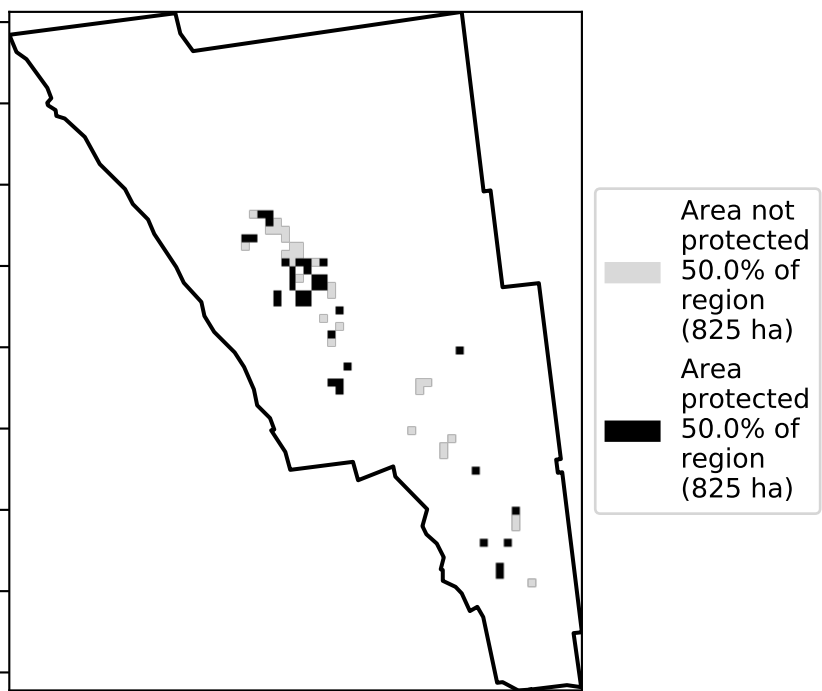 Area not
protected
50.0% of
region
(825 ha)
Area
protected
50.0% of
region
(825 ha)